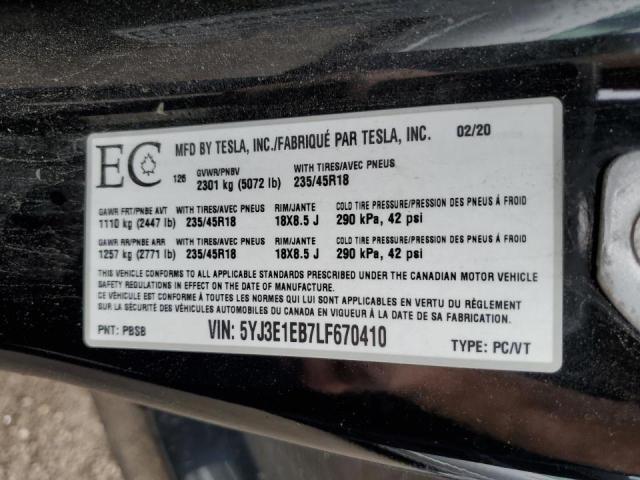 EC 126
MFD BY TESLA, INC./FABRIQUÉ PAR TESLA, INC. 02/20
GVWR/PNBV WITH TIRES/AVEC PNEUS
2301 kg (5072 lb) 235/45R18
GAWR FRT/PNBE AVT WITH TIRES/AVEC PNEUS RIM/JANTE COLD TIRE PRESSURE/PRESSION DES PNEUS À FROID
1110 kg (2447 lb) 235/45R18 18X8.5 J 290 kPa, 42 psi
GAWR RR/PNBE ARR WITH TIRES/AVEC PNEUS RIM/JANTE COLD TIRE PRESSURE/PRESSION DES PNEUS À FROID
1257 kg (2771 lb) 235/45R18 18X8.5 J 290 kPa, 42 psi
THIS VEHICLE CONFORMS TO ALL APPLICABLE STANDARDS PRESCRIBED UNDER THE CANADIAN MOTOR VEHICLE
SAFETY REGULATIONS IN EFFECT ON THE DATE OF MANUFACTURE.
CE VÉHICULE EST CONFORME À TOUTES LES NORMES QUI LUI SONT APPLICABLES EN VERTU DU RÈGLEMENT
SUR LA SÉCURITÉ DES VÉHICULES AUTOMOBILES DU CANADA EN VIGUEUR À LA DATE DE SA FABRICATION.
PNT: PBSB VIN: 5YJ3E1EB7LF670410 TYPE: PC/VT